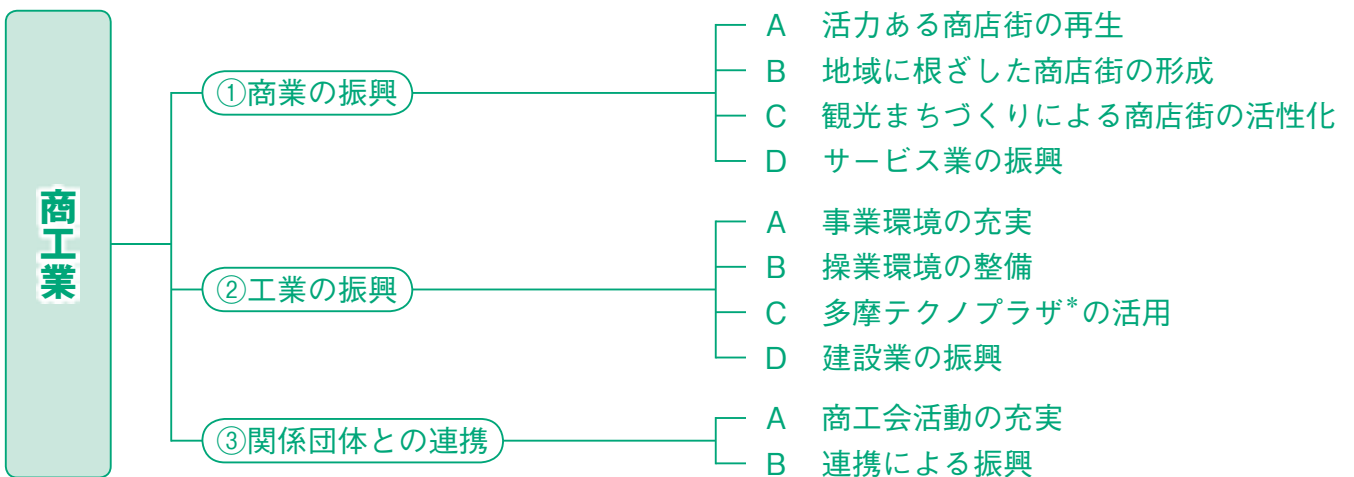 商工業
①商業の振興
A 活力ある商店街の再生
B 地域に根ざした商店街の形成
C 観光まちづくりによる商店街の活性化
D サービス業の振興
②工業の振興
A 事業環境の充実
B 操業環境の整備
C 多摩テクノプラザ*の活用
D 建設業の振興
③関係団体との連携
A 商工会活動の充実
B 連携による振興